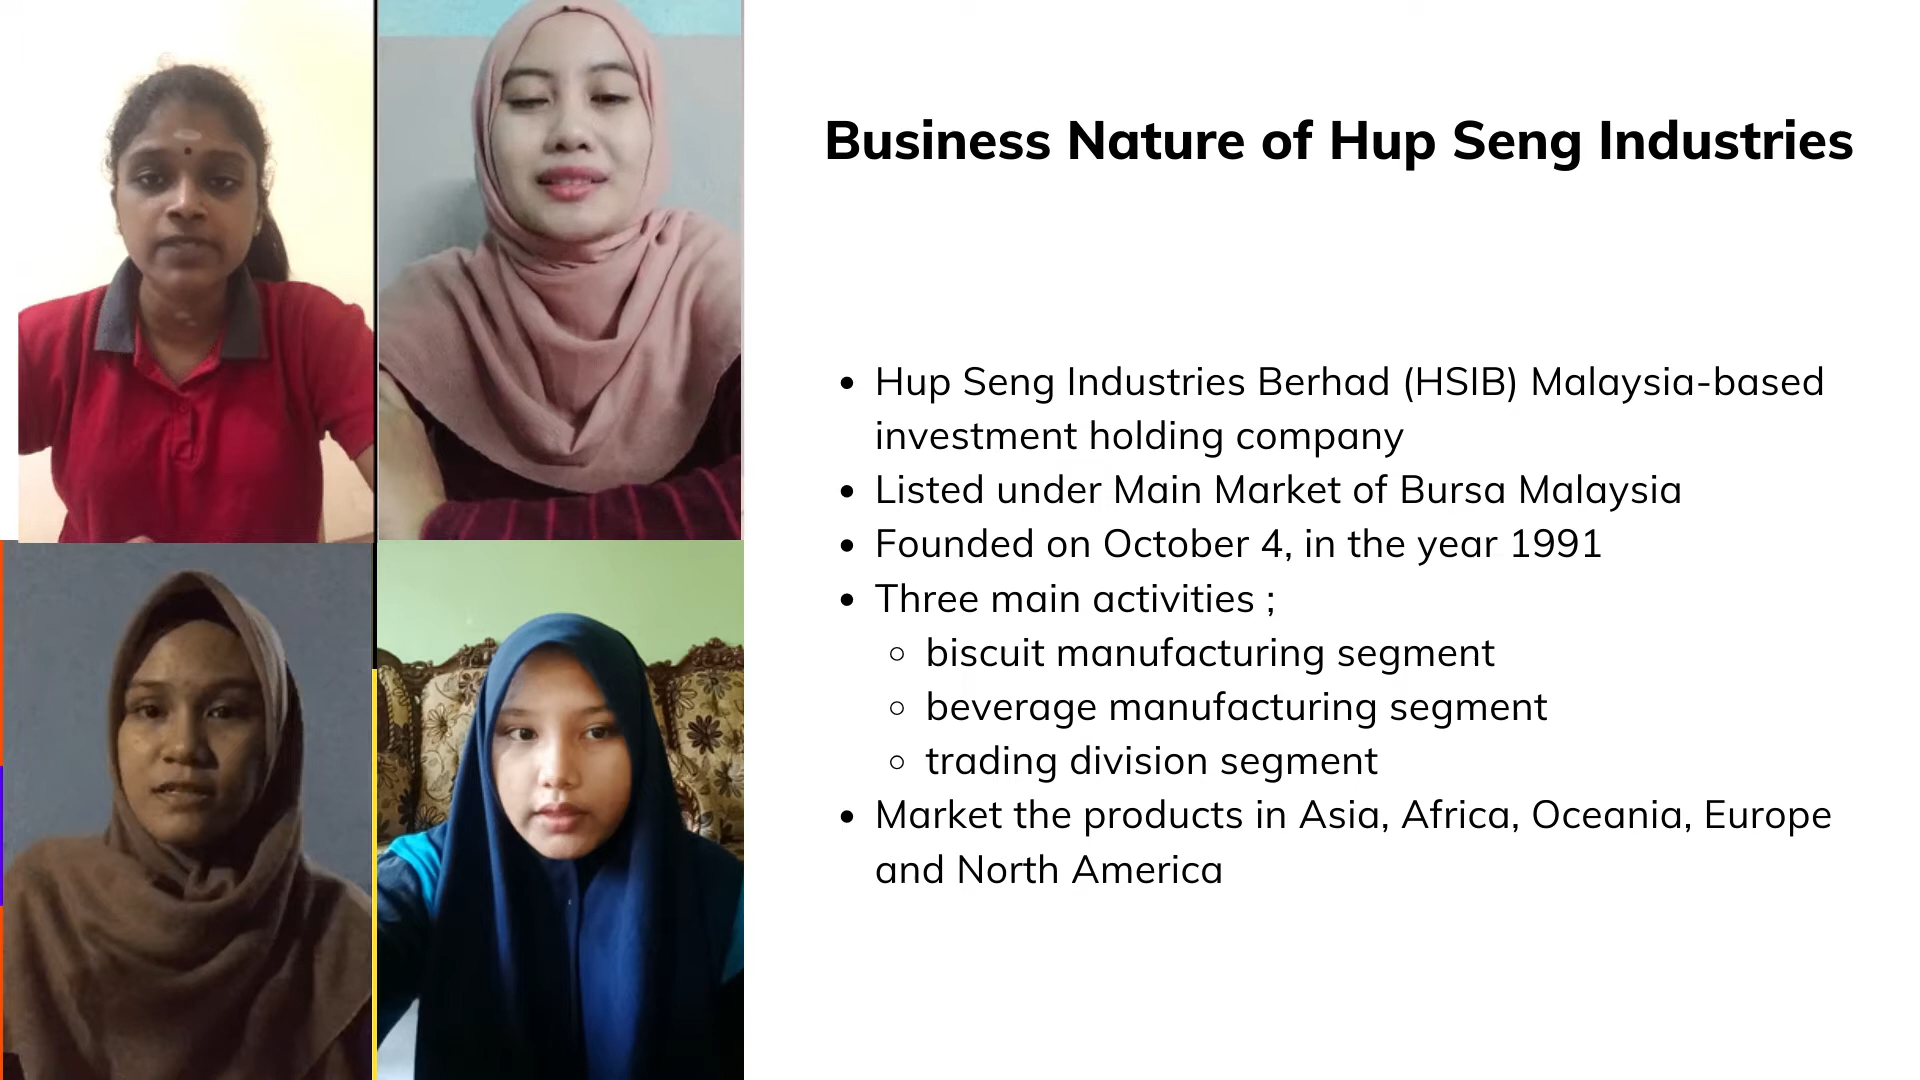 Business Nature of Hup Seng Industries
• Hup Seng Industries Berhad (HSIB) Malaysia-based
investment holding company
• Listed under Main Market of Bursa Malaysia
• Founded on October 4, in the year 1991
• Three main activities ;
○ biscuit manufacturing segment
○ beverage manufacturing segment
○ trading division segment
• Market the products in Asia, Africa, Oceania, Europe
and North America